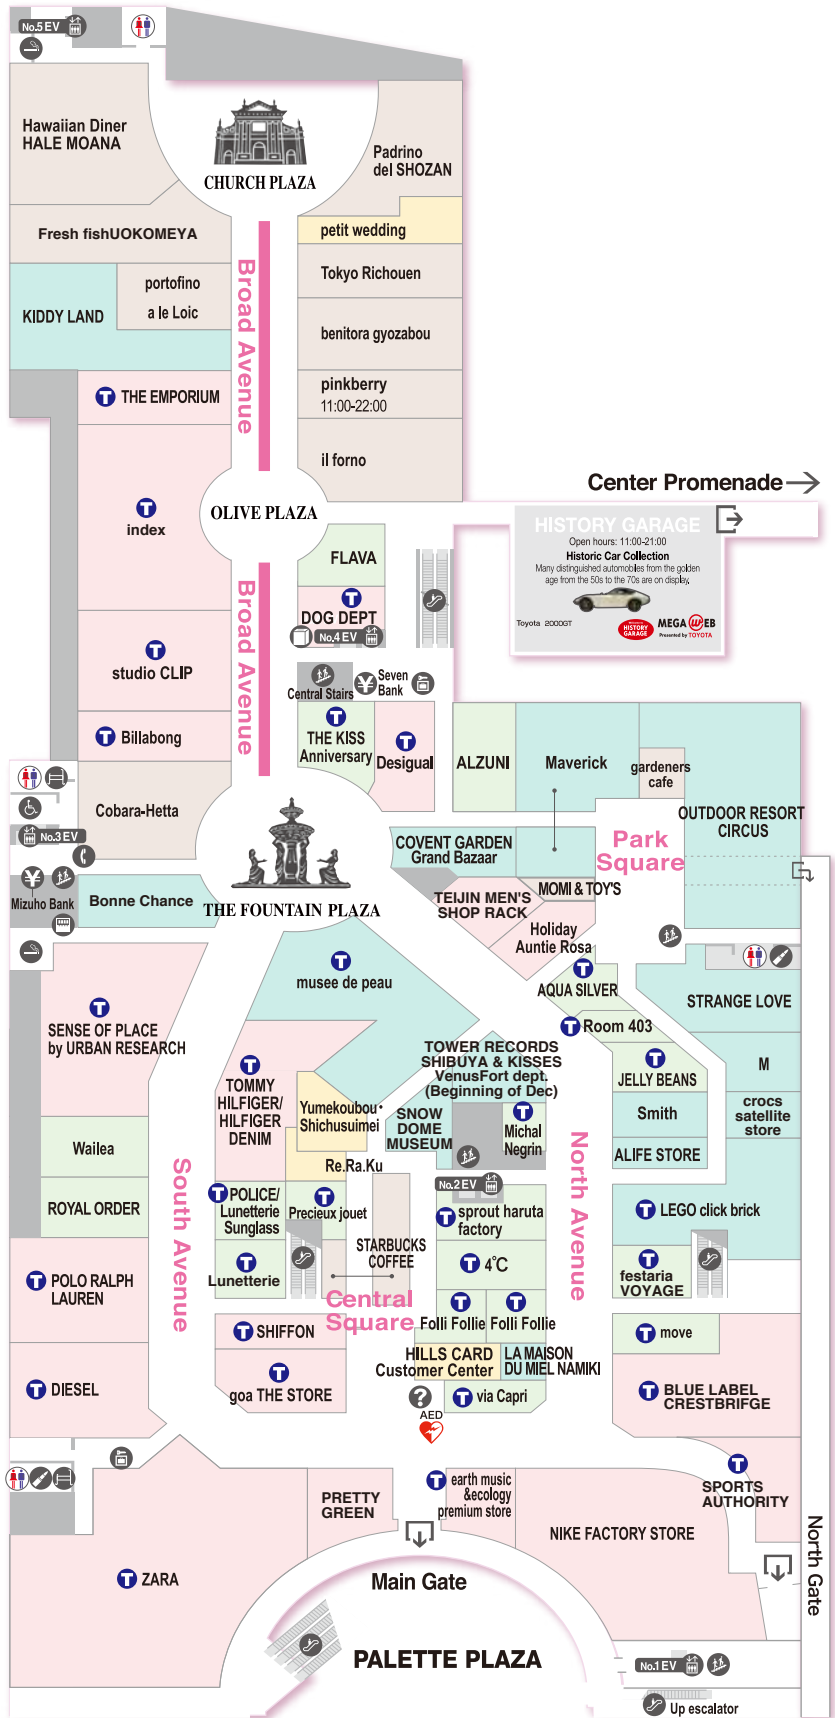 No.5 EV
Hawaiian Diner
HALE MOANA
CHURCH PLAZA
Padrino
del SHOZAN
Fresh fishUOKOMEYA
petit wedding
portofino
a le Loic
KIDDY LAND
Broad Avenue
Tokyo Richouen
benitora gyozabou
T THE EMPORIUM
pinkberry
11:00-22:00
il forno
Center Promenade
T
index
OLIVE PLAZA
HISTORY GARAGE
Open hours: 11:00-21:00
Historic Car Collection
Many distinguished automobiles from the golden
age from the 50s to the 70s are on display.
Toyota 2000GT
HISTORY
GARAGE
MEGA WEB
Presented by TOYOTA
FLAVA
T
DOG DEPT
No.4 EV
Broad Avenue
T
studio CLIP
Central Stairs
¥
Seven
Bank
T Billabong
T
THE KISS
Anniversary
T
Desigual
ALZUNI
Maverick
gardeners
cafe
OUTDOOR RESORT
CIRCUS
Cobara-Hetta
No.3 EV
COVENT GARDEN
Grand Bazaar
Park
Square
¥
Mizuho Bank
Bonne Chance
THE FOUNTAIN PLAZA
TEIJIN MEN'S
SHOP RACK
MOMI & TOY'S
Holiday
Auntie Rosa
T
musee de peau
T
AQUA SILVER
STRANGE LOVE
T
SENSE OF PLACE
by URBAN RESEARCH
T Room 403
TOWER RECORDS
SHIBUYA & KISSES
VenusFort dept.
(Beginning of Dec)
T
JELLY BEANS
M
T
TOMMY
HILFIGER/
HILFIGER
DENIM
Yumekoubou·
Shichusuimei
SNOW
DOME
MUSEUM
T
Michal
Negrin
Smith
crocs
satellite
store
Wailea
Re.Ra.Ku
ALIFE STORE
South Avenue
North Avenue
No.2 EV
ROYAL ORDER
T POLICE/
Lunetterie
Sunglass
T
Precieux jouet
T sprout haruta
factory
T LEGO click brick
STARBUCKS
COFFEE
T 4°C
T
Lunetterie
T
festaria
VOYAGE
T POLO RALPH
LAUREN
Central
Square
T
Folli Follie
T
Folli Follie
T SHIFFON
T move
HILLS CARD
Customer Center
LA MAISON
DU MIEL NAMIKI
T DIESEL
T
goa THE STORE
?
AED
T via Capri
T BLUE LABEL
CRESTBRIFGE
T
SPORTS
AUTHORITY
PRETTY
GREEN
T earth music
&ecology
premium store
NIKE FACTORY STORE
North Gate
T ZARA
Main Gate
PALETTE PLAZA
No.1 EV
Up escalator